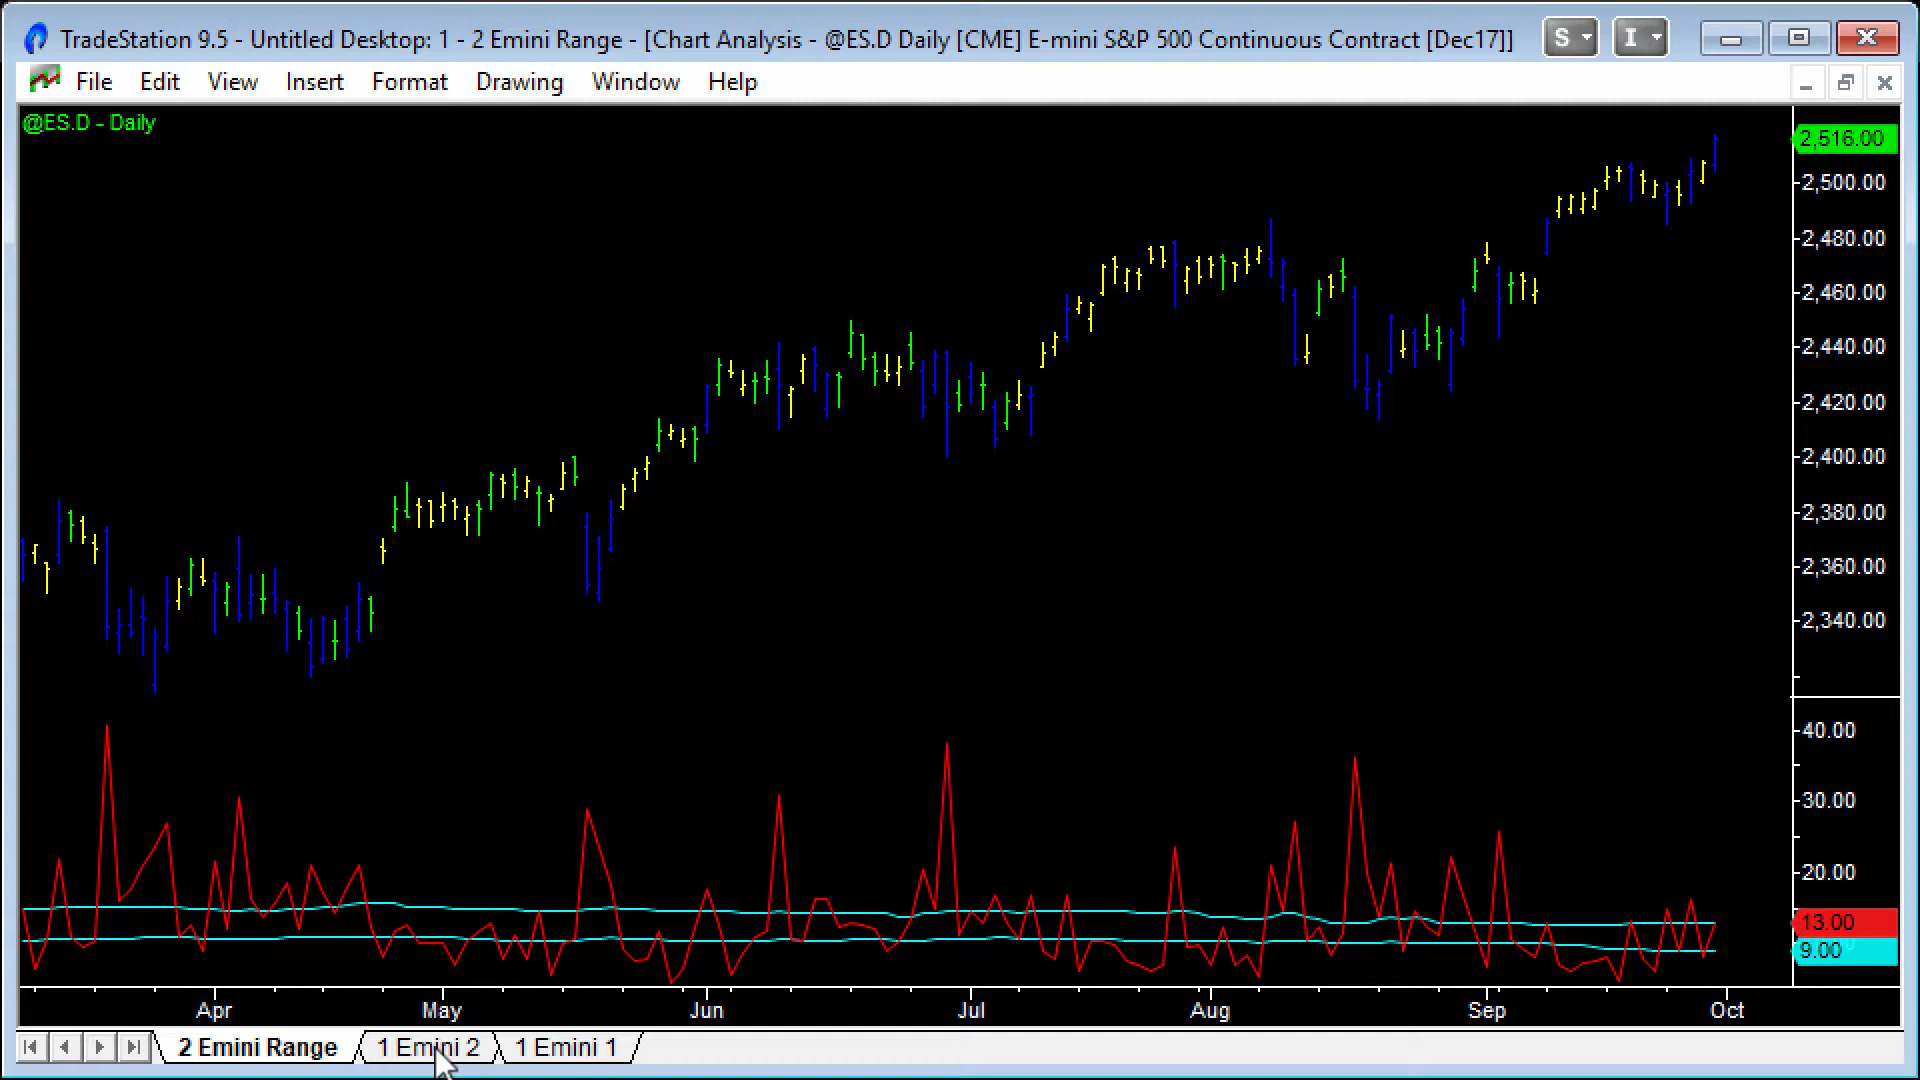 TradeStation 9.5 - Untitled Desktop: 1 - 2 Emini Range - [Chart Analysis - @ES.D Daily [CME] E-mini S&P 500 Continuous Contract [Dec17]]
S I
File Edit View Insert Format Drawing Window Help
@ES.D - Daily
2,516.00
2,500.00
2,480.00
2,460.00
2,440.00
2,420.00
2,400.00
2,380.00
2,360.00
2,340.00
40.00
30.00
20.00
13.00
9.00
Apr May Jun Jul Aug Sep Oct
2 Emini Range 1 Emini 2 1 Emini 1